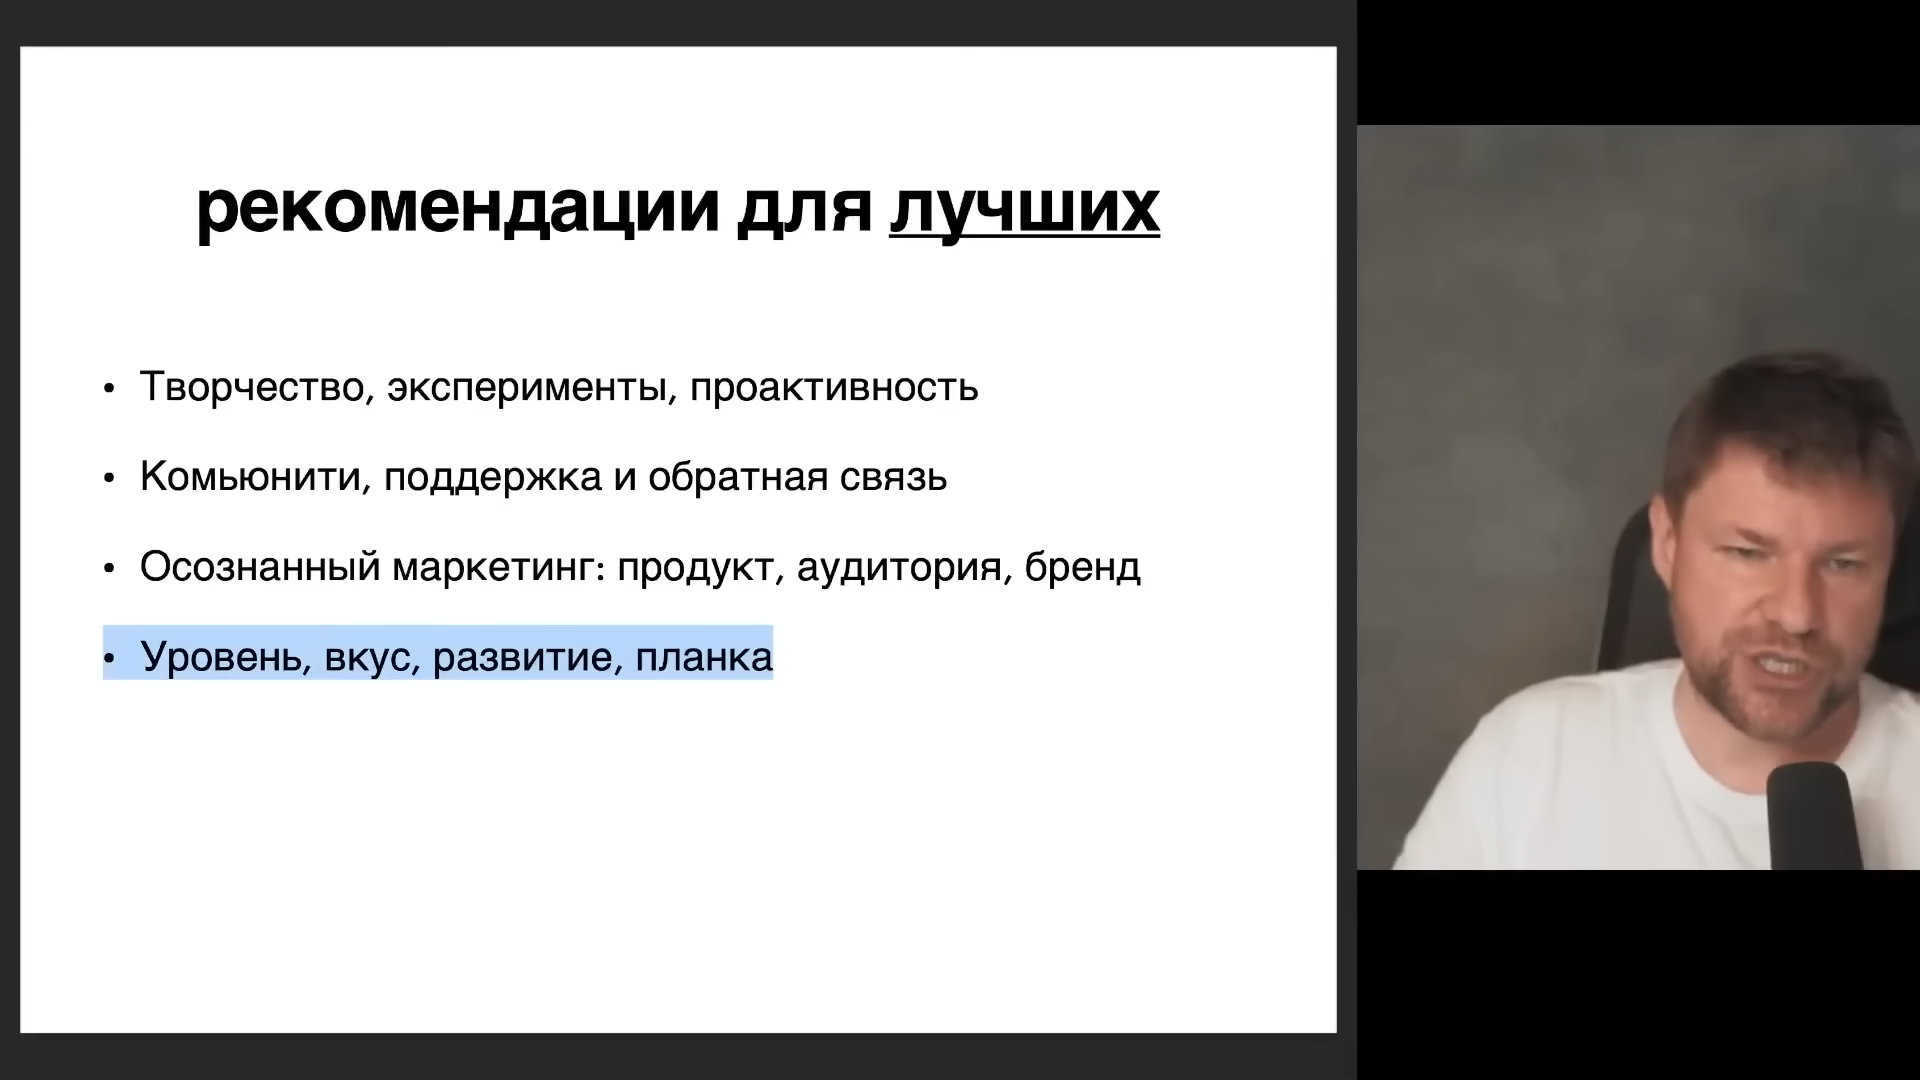 рекомендации для лучших
• Творчество, эксперименты, проактивность
• Комьюнити, поддержка и обратная связь
• Осознанный маркетинг: продукт, аудитория, бренд
• Уровень, вкус, развитие, планка